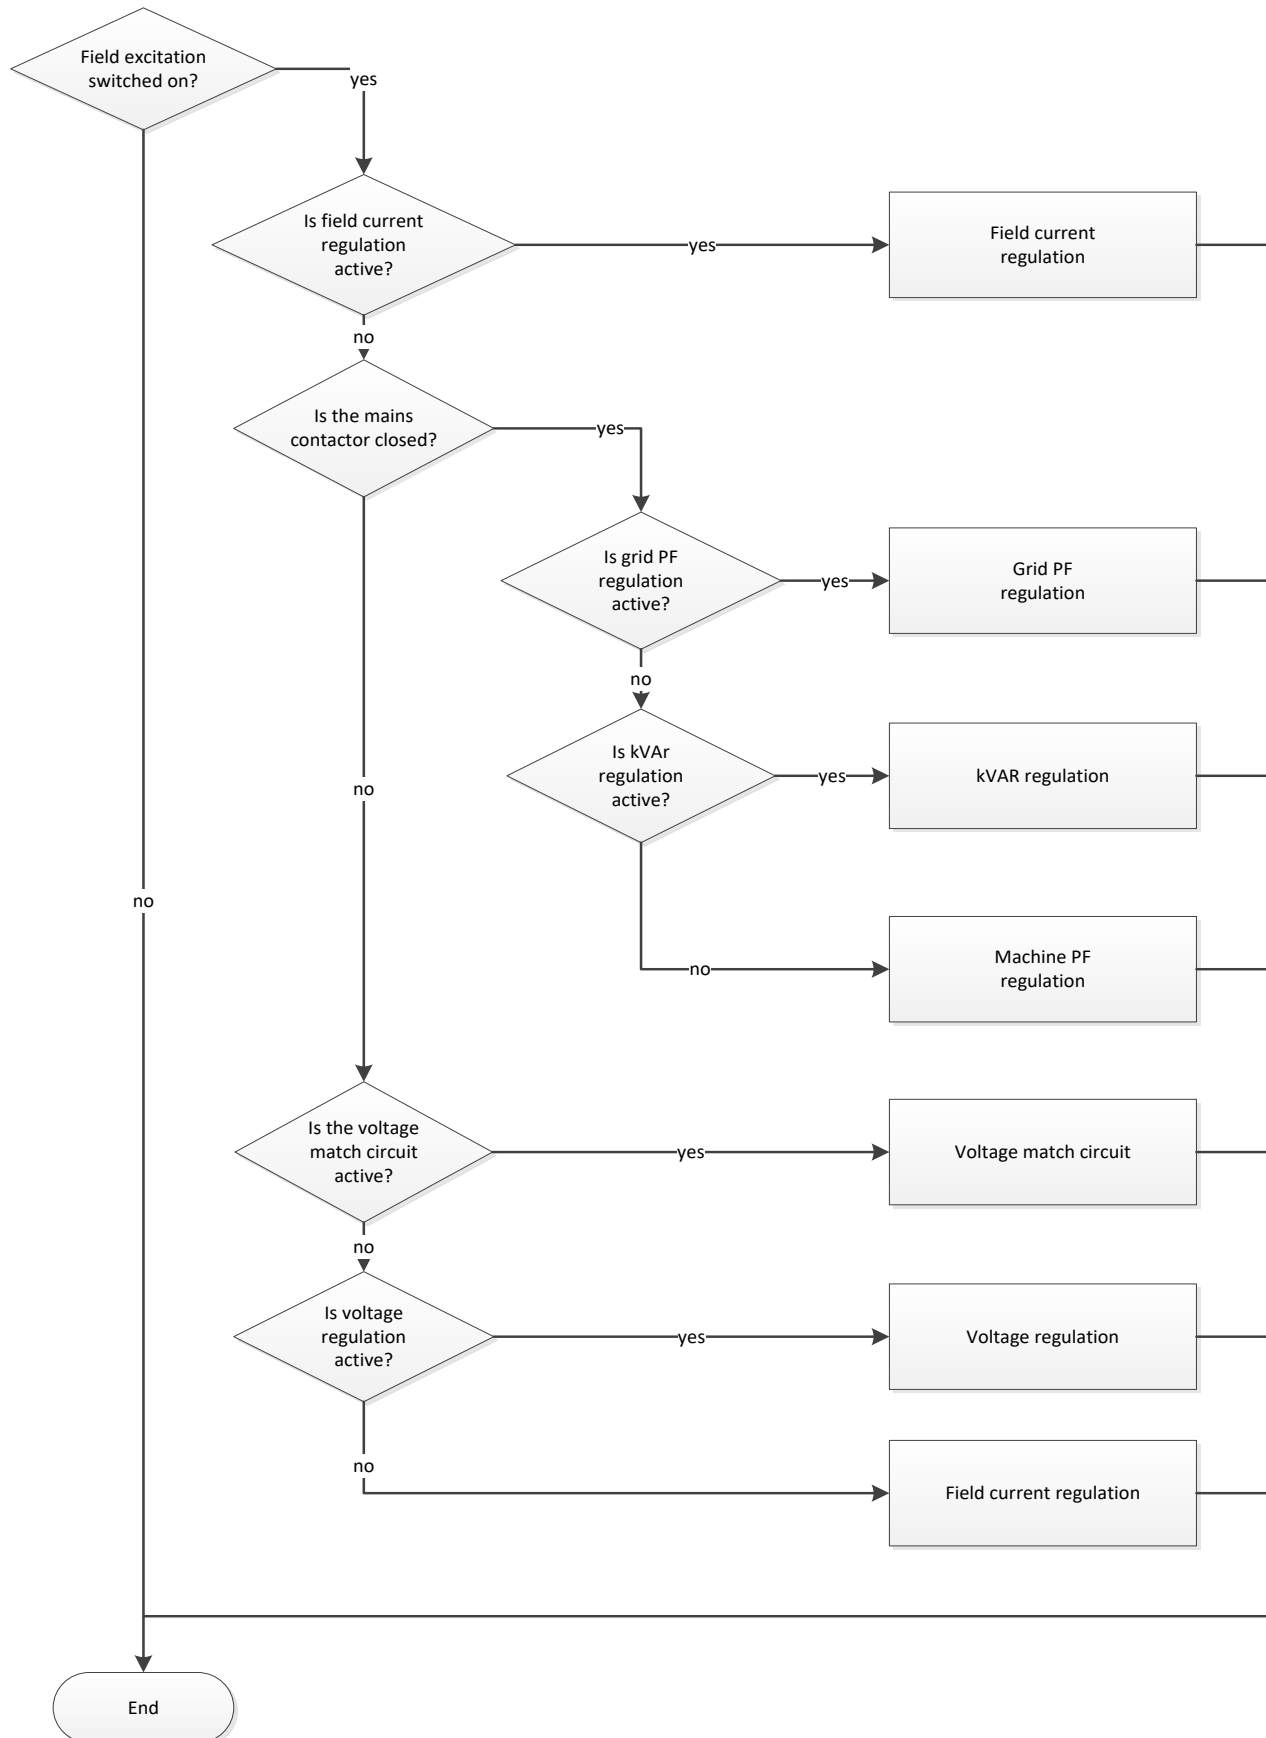 Field excitation
switched on?
yes
Is field current
regulation
active?
yes
Field current
regulation
no
Is the mains
contactor closed?
yes
Is grid PF
regulation
active?
yes
Grid PF
regulation
no
Is kVAr
regulation
active?
yes
kVAR regulation
no
no
no
Machine PF
regulation
Is the voltage
match circuit
active?
yes
Voltage match circuit
no
Is voltage
regulation
active?
yes
Voltage regulation
no
Field current regulation
End